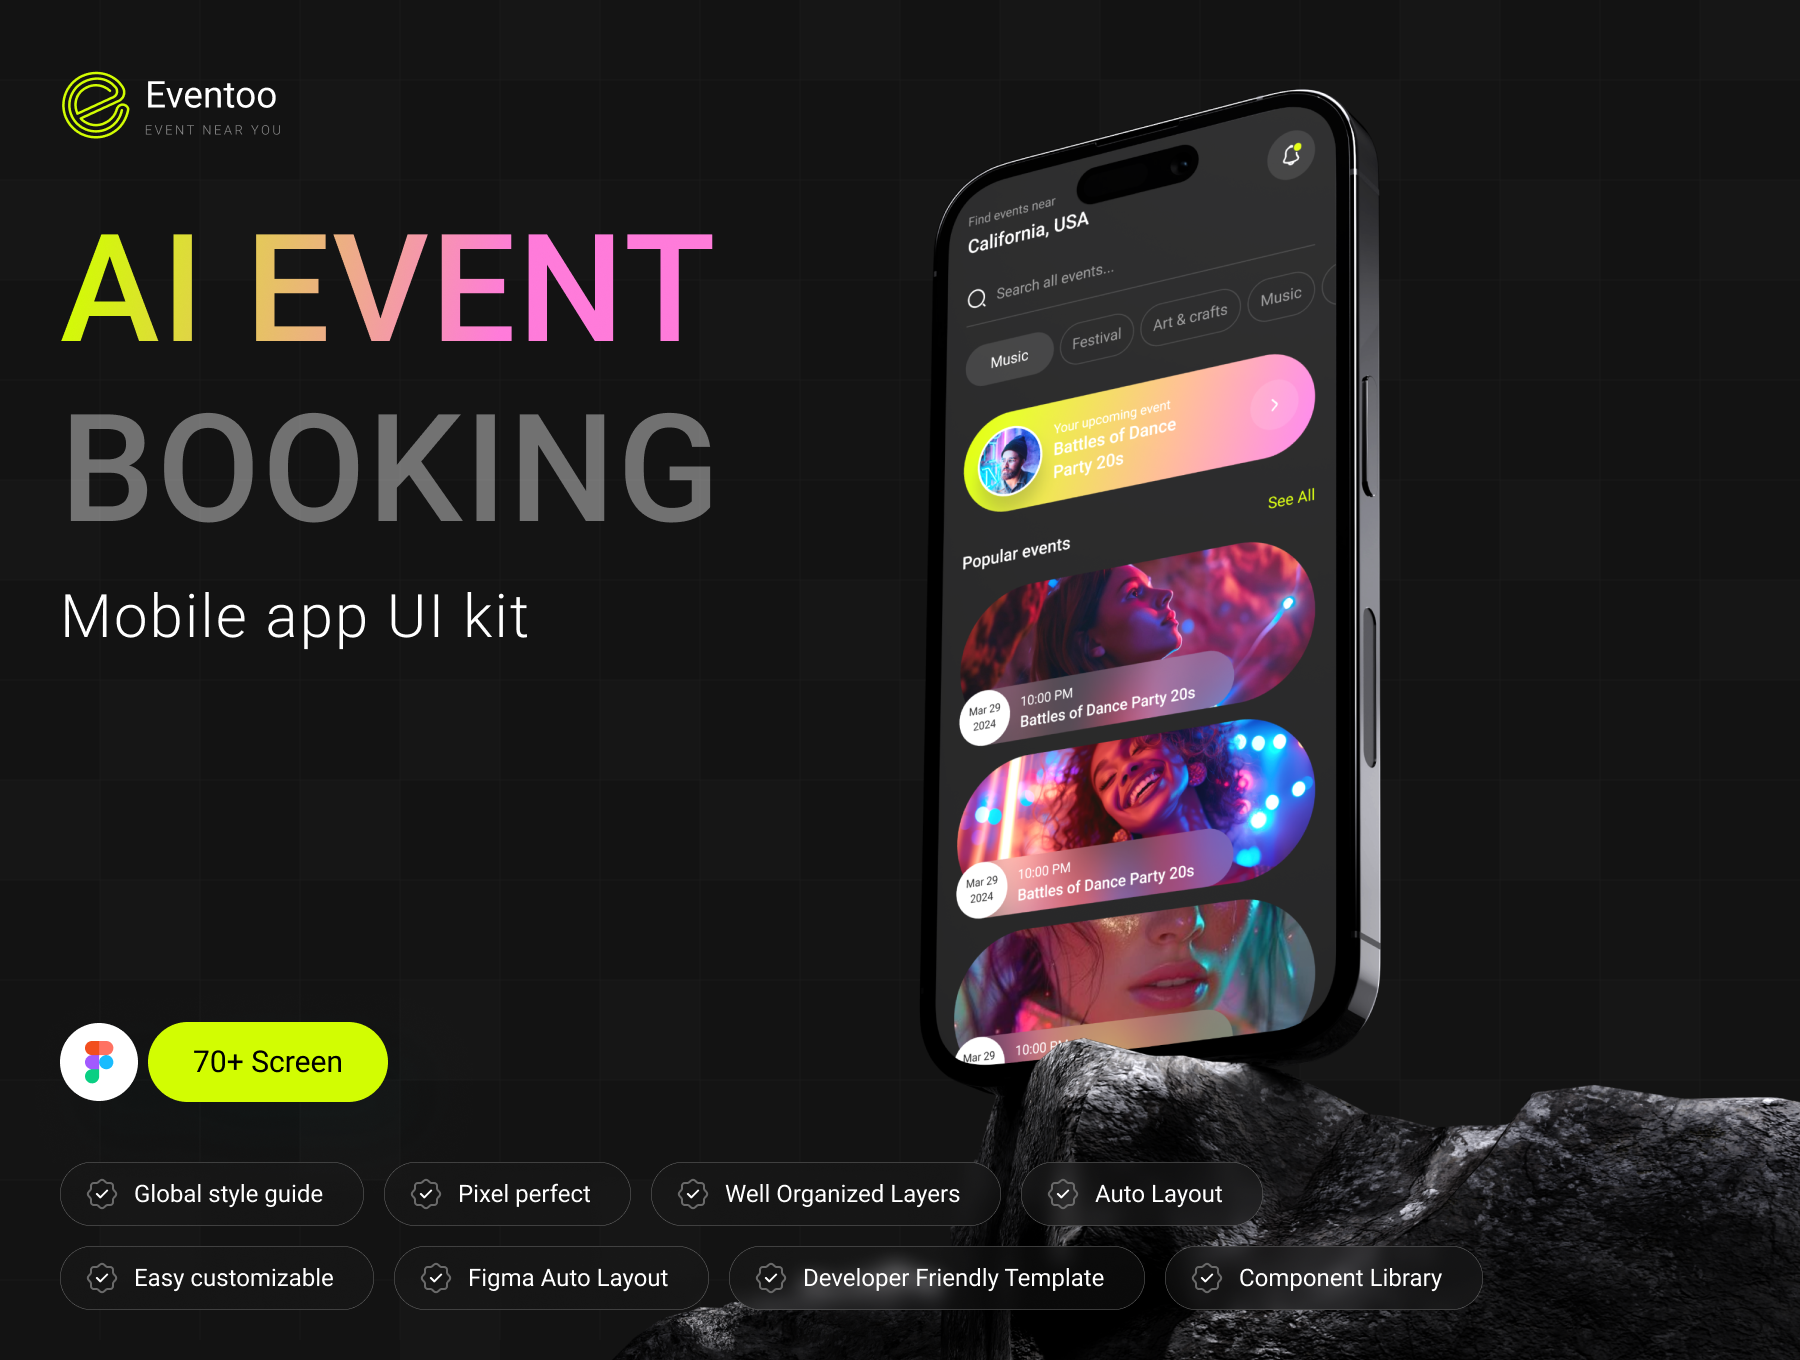 Eventoo
EVENT NEAR YOU
AI EVENT
BOOKING
Mobile app UI kit
Find events near
California, USA
Search all events...
Music
Festival
Art & crafts
Music
Your upcoming event
Battles of Dance
Party 20s
See All
Popular events
10:00 PM
Mar 29
2024
Battles of Dance Party 20s
10:00 PM
Mar 29
2024
Battles of Dance Party 20s
10:00 PM
Mar 29
70+ Screen
Global style guide
Pixel perfect
Well Organized Layers
Auto Layout
Easy customizable
Figma Auto Layout
Developer Friendly Template
Component Library